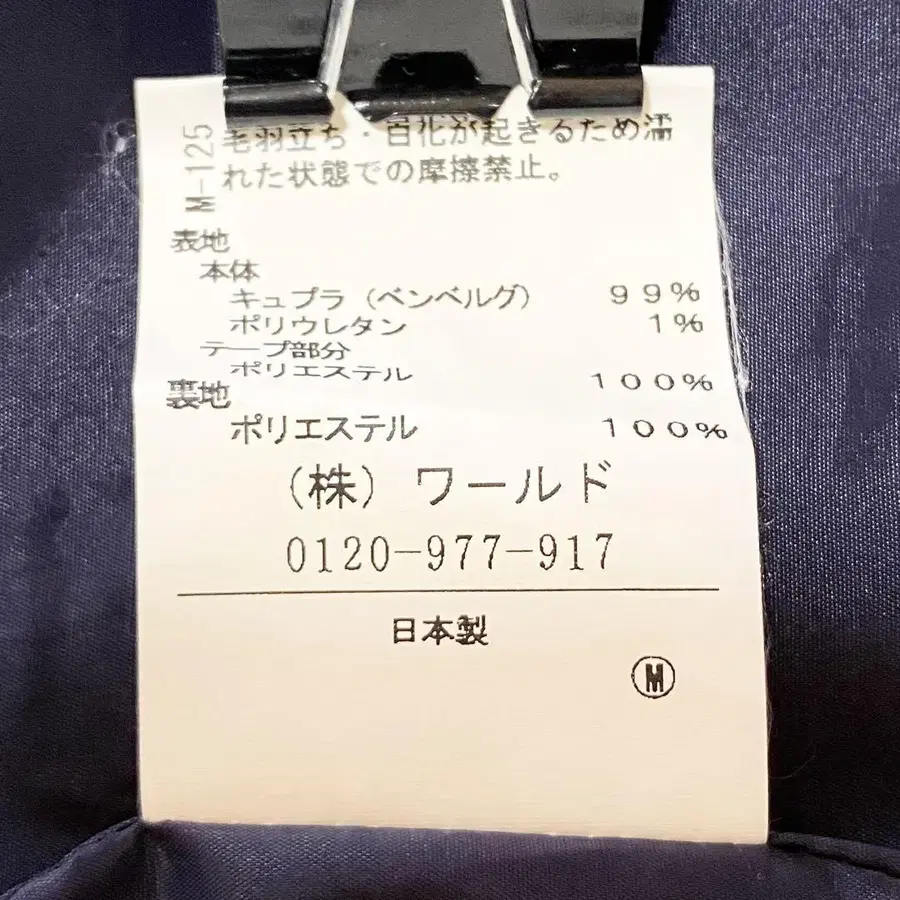 M-125
毛羽立ち・白化が起きるため濡
れた状態での摩擦禁止。
表地
本体
キュプラ（ベンベルグ） 99%
ポリウレタン 1%
テープ部分
ポリエステル 100%
裏地
ポリエステル 100%
（株）ワールド
0120-977-917
日本製
M